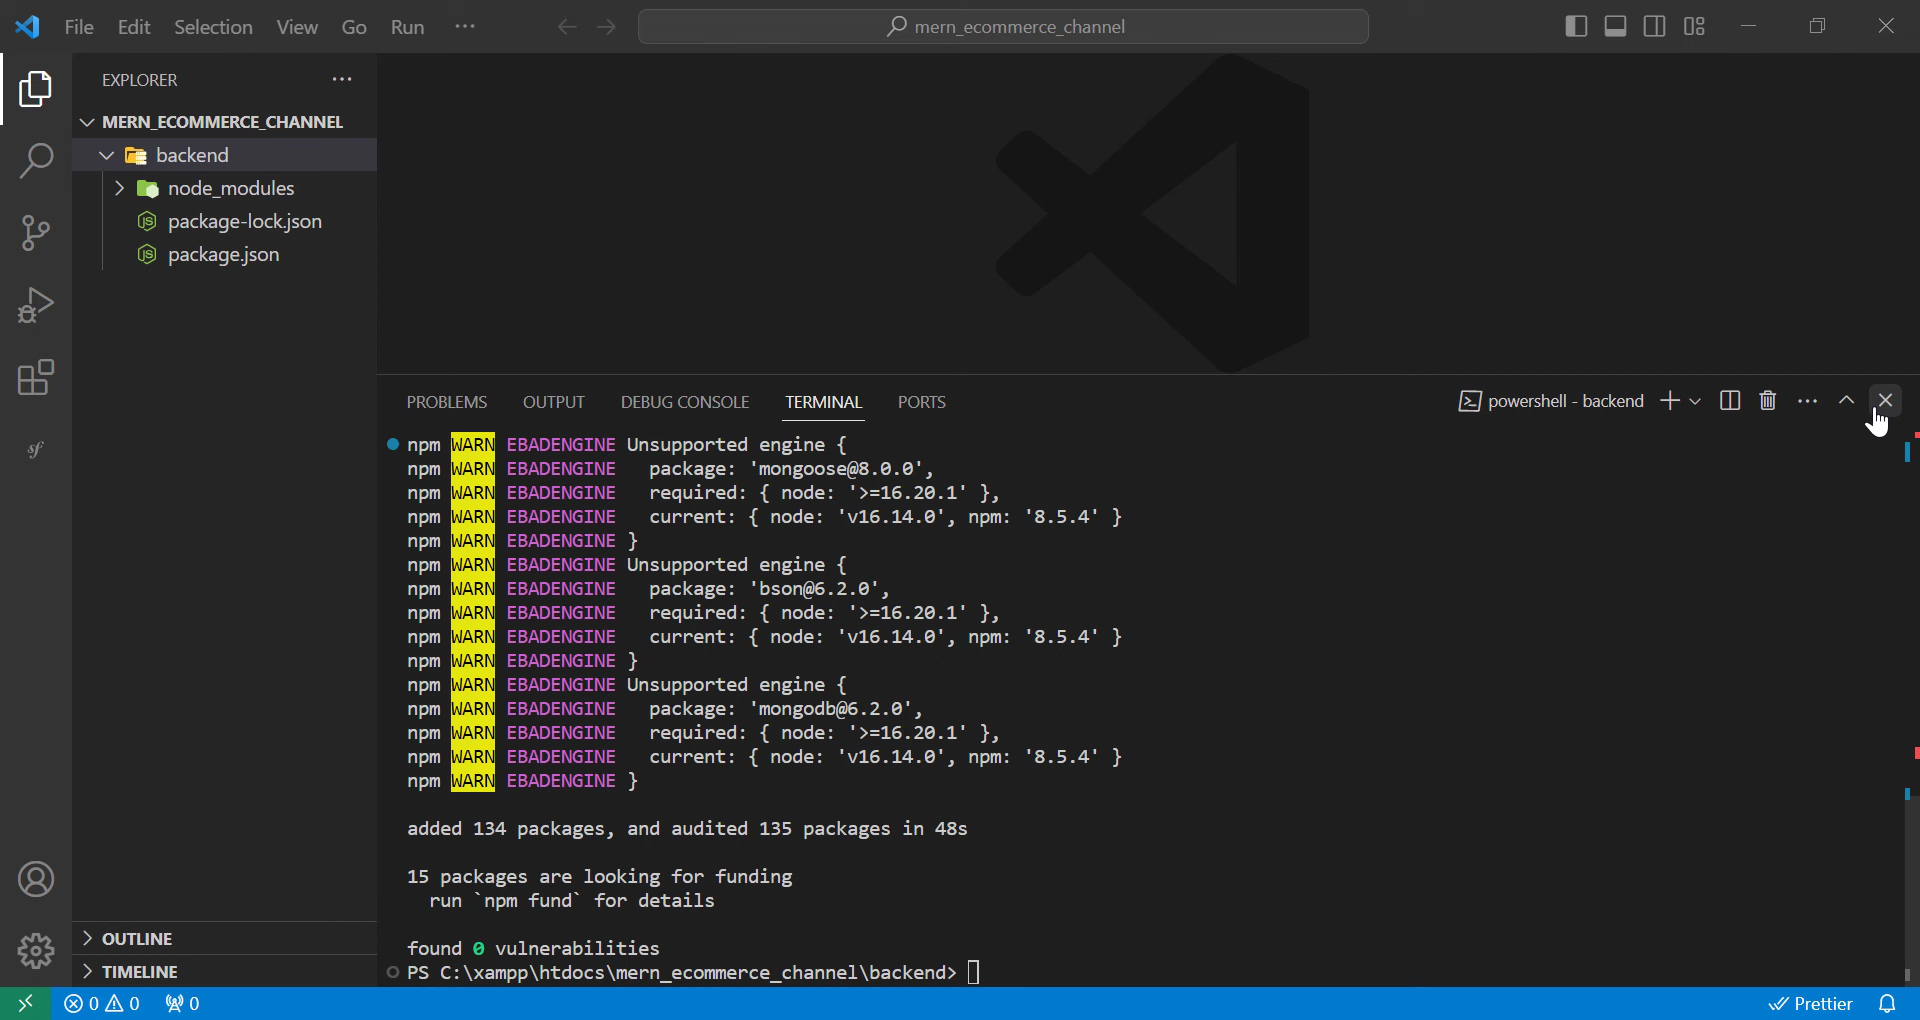 File Edit Selection View Go Run ···
mern_ecommerce_channel
EXPLORER ···
MERN_ECOMMERCE_CHANNEL
backend
node_modules
package-lock.json
package.json
OUTLINE
TIMELINE
PROBLEMS OUTPUT DEBUG CONSOLE TERMINAL PORTS
powershell - backend
npm WARN EBADENGINE Unsupported engine {
npm WARN EBADENGINE   package: 'mongoose@8.0.0',
npm WARN EBADENGINE   required: { node: '>=16.20.1' },
npm WARN EBADENGINE   current: { node: 'v16.14.0', npm: '8.5.4' }
npm WARN EBADENGINE }
npm WARN EBADENGINE Unsupported engine {
npm WARN EBADENGINE   package: 'bson@6.2.0',
npm WARN EBADENGINE   required: { node: '>=16.20.1' },
npm WARN EBADENGINE   current: { node: 'v16.14.0', npm: '8.5.4' }
npm WARN EBADENGINE }
npm WARN EBADENGINE Unsupported engine {
npm WARN EBADENGINE   package: 'mongodb@6.2.0',
npm WARN EBADENGINE   required: { node: '>=16.20.1' },
npm WARN EBADENGINE   current: { node: 'v16.14.0', npm: '8.5.4' }
npm WARN EBADENGINE }
added 134 packages, and audited 135 packages in 48s
15 packages are looking for funding
  run `npm fund` for details
found 0 vulnerabilities
PS C:\xampp\htdocs\mern_ecommerce_channel\backend>
0 0 0 Prettier